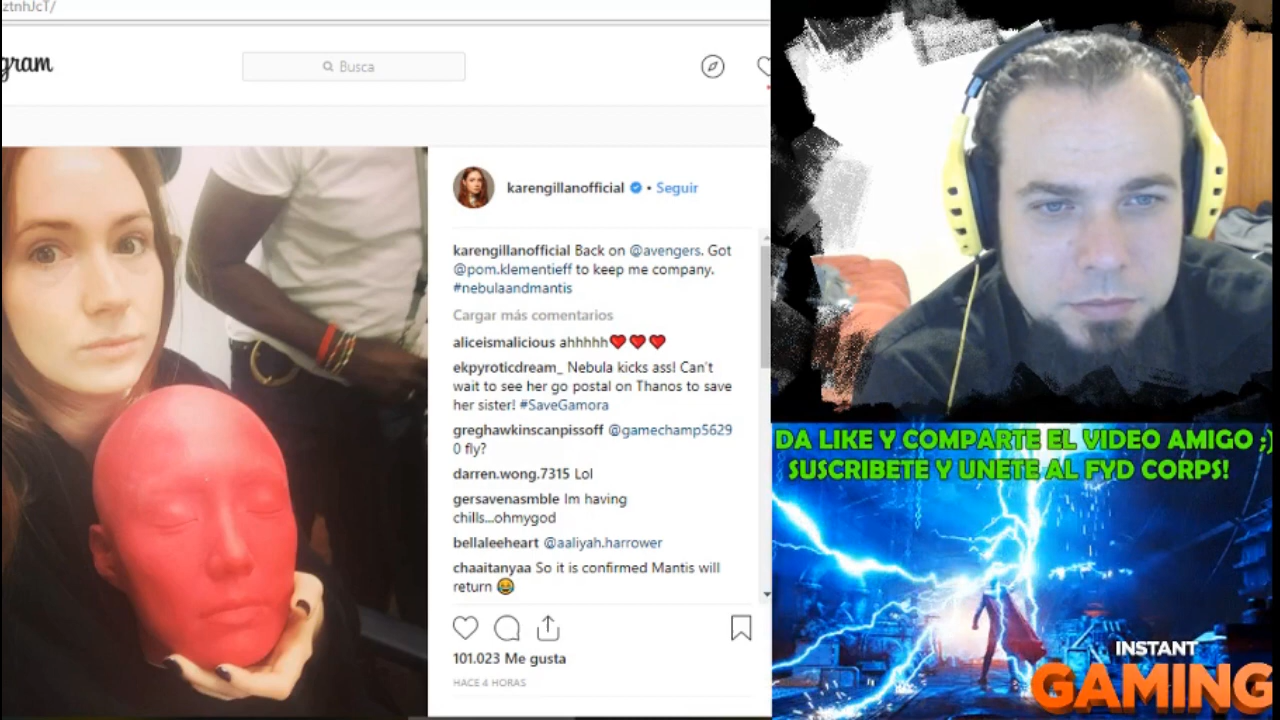 ztnhJcT/
gram
Busca
karengillanofficial • Seguir
karengillanofficial Back on @avengers. Got
@pom.klementieff to keep me company.
#nebulaandmantis
Cargar más comentarios
aliceismalicious ahhhhh❤️❤️❤️
ekpyroticdream_ Nebula kicks ass! Can't
wait to see her go postal on Thanos to save
her sister! #SaveGamora
greghawkinscanpissoff @gamechamp5629
0 fly?
darren.wong.7315 Lol
gersavenasmble Im having
chills...ohmygod
bellaleeheart @aaliyah.harrower
chaaitanyaa So it is confirmed Mantis will
return 😂
101.023 Me gusta
HACE 4 HORAS
DA LIKE Y COMPARTE EL VIDEO AMIGO ;)
SUSCRIBETE Y UNETE AL FYD CORPS!
INSTANT
GAMING